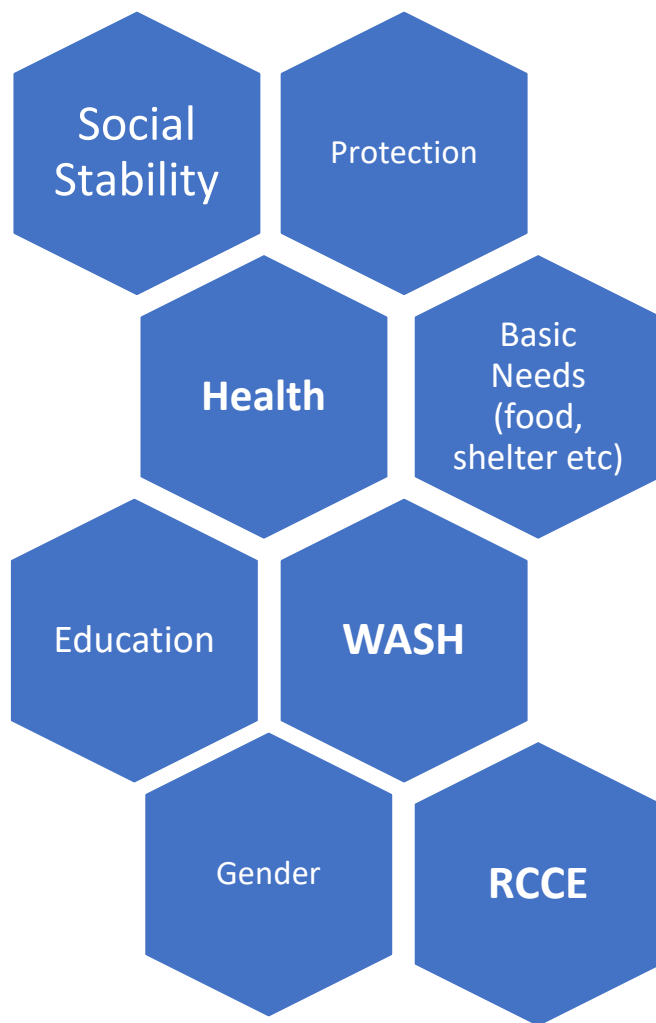 Social
Stability
Protection
Health
Basic
Needs
(food,
shelter etc)
Education
WASH
Gender
RCCE